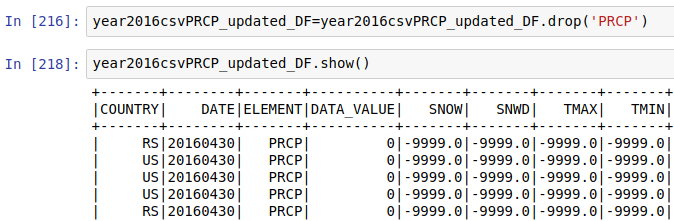 In [216]: year2016csvPRCP_updated_DF=year2016csvPRCP_updated_DF.drop('PRCP')
In [218]: year2016csvPRCP_updated_DF.show()
+-------+--------+-------+----------+-------+-------+-------+-------+
|COUNTRY|    DATE|ELEMENT|DATA_VALUE|   SNOW|   SNWD|   TMAX|   TMIN|
+-------+--------+-------+----------+-------+-------+-------+-------+
|     RS|20160430|   PRCP|         0|-9999.0|-9999.0|-9999.0|-9999.0|
|     US|20160430|   PRCP|         0|-9999.0|-9999.0|-9999.0|-9999.0|
|     US|20160430|   PRCP|         0|-9999.0|-9999.0|-9999.0|-9999.0|
|     US|20160430|   PRCP|         0|-9999.0|-9999.0|-9999.0|-9999.0|
|     RS|20160430|   PRCP|         0|-9999.0|-9999.0|-9999.0|-9999.0|